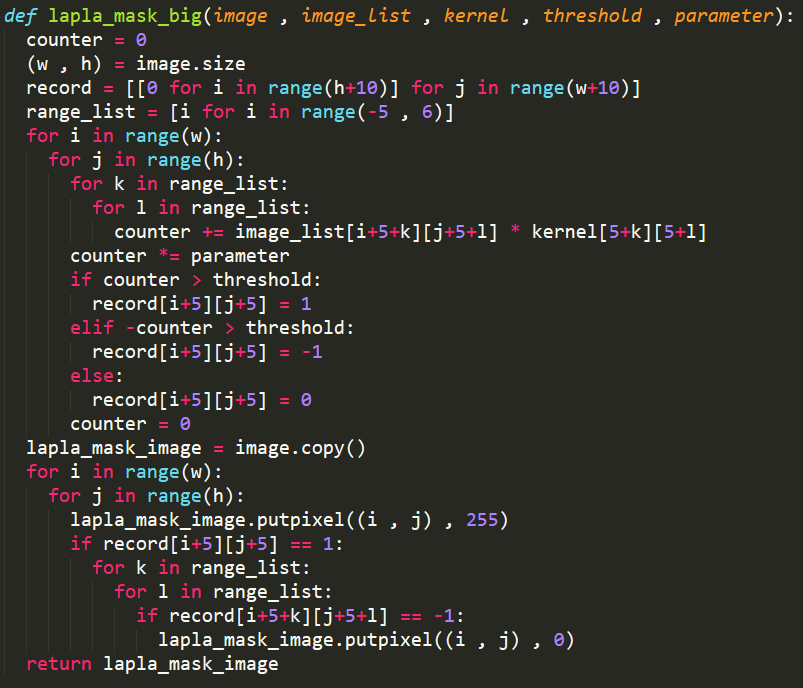 def lapla_mask_big(image , image_list , kernel , threshold , parameter):
  counter = 0
  (w , h) = image.size
  record = [[0 for i in range(h+10)] for j in range(w+10)]
  range_list = [i for i in range(-5 , 6)]
  for i in range(w):
    for j in range(h):
      for k in range_list:
        for l in range_list:
          counter += image_list[i+5+k][j+5+l] * kernel[5+k][5+l]
      counter *= parameter
      if counter > threshold:
        record[i+5][j+5] = 1
      elif -counter > threshold:
        record[i+5][j+5] = -1
      else:
        record[i+5][j+5] = 0
      counter = 0
  lapla_mask_image = image.copy()
  for i in range(w):
    for j in range(h):
      lapla_mask_image.putpixel((i , j) , 255)
      if record[i+5][j+5] == 1:
        for k in range_list:
          for l in range_list:
            if record[i+5+k][j+5+l] == -1:
              lapla_mask_image.putpixel((i , j) , 0)
  return lapla_mask_image